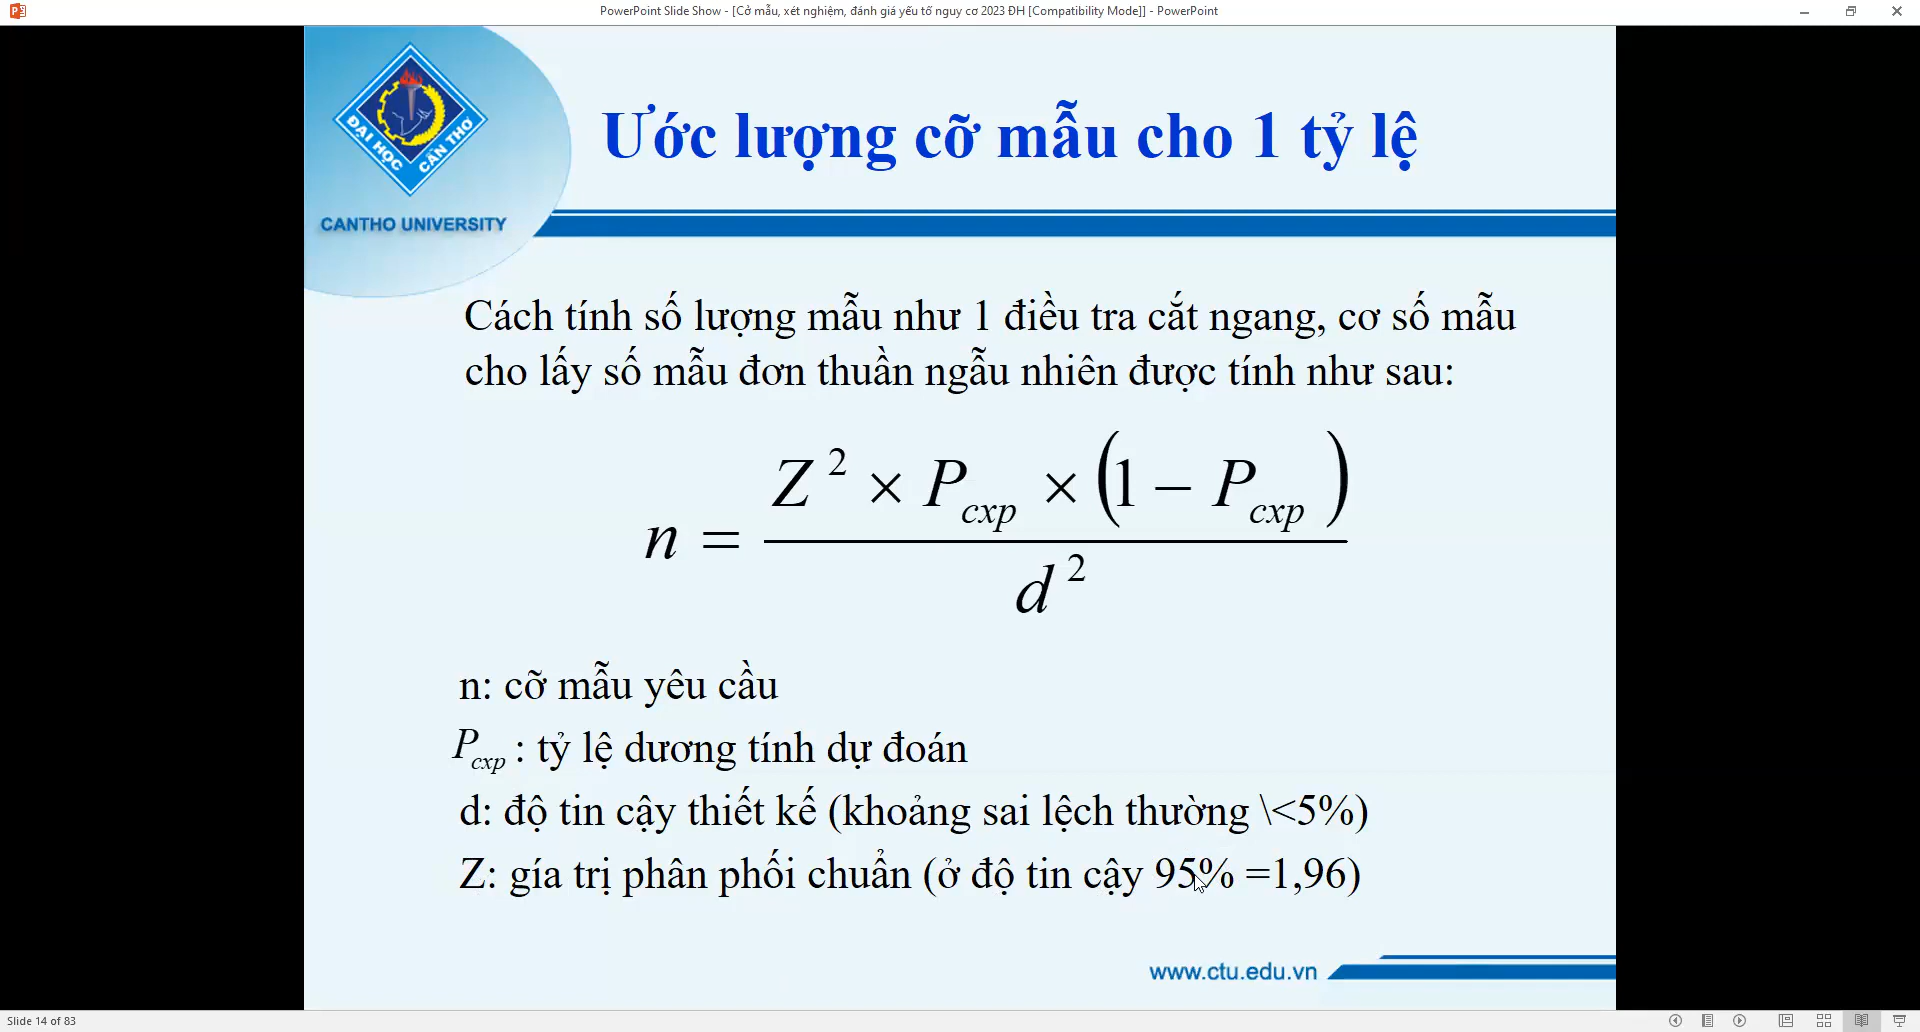 PowerPoint Slide Show - [Cở mẫu, xét nghiệm, đánh giá yếu tố nguy cơ 2023 ĐH [Compatibility Mode]] - PowerPoint
ĐẠI HỌC CẦN THƠ
CANTHO UNIVERSITY
Ước lượng cỡ mẫu cho 1 tỷ lệ
Cách tính số lượng mẫu như 1 điều tra cắt ngang, cơ số mẫu
cho lấy số mẫu đơn thuần ngẫu nhiên được tính như sau:
n = Z² × P_cxp × (1 − P_cxp) / d²
n: cỡ mẫu yêu cầu
P_cxp : tỷ lệ dương tính dự đoán
d: độ tin cậy thiết kế (khoảng sai lệch thường \<5%)
Z: gía trị phân phối chuẩn (ở độ tin cậy 95% =1,96)
www.ctu.edu.vn
Slide 14 of 83